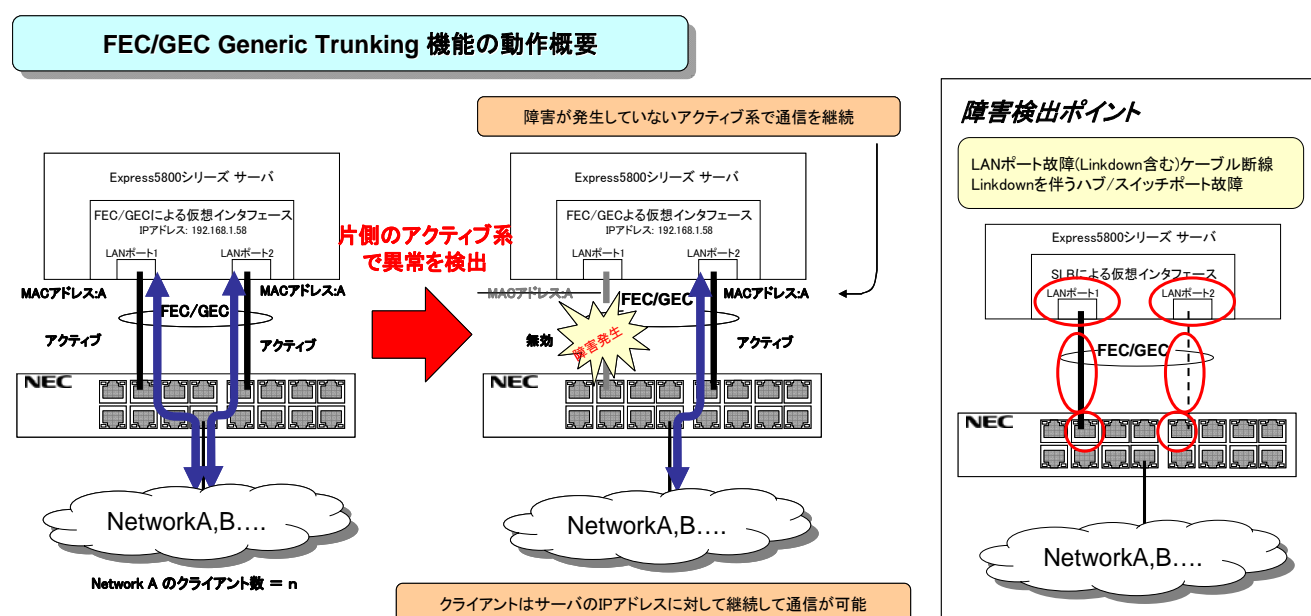 FEC/GEC Generic Trunking 機能の動作概要
障害が発生していないアクティブ系で通信を継続
Express5800シリーズ サーバ
FEC/GECによる仮想インタフェース
IPアドレス: 192.168.1.58
LANポート1
LANポート2
MACアドレス:A
MACアドレス:A
FEC/GEC
アクティブ
アクティブ
NEC
NetworkA,B....
Network A のクライアント数 = n
片側のアクティブ系
で異常を検出
Express5800シリーズ サーバ
FEC/GECよる仮想インタフェース
IPアドレス: 192.168.1.58
LANポート1
LANポート2
MACアドレス:A
MACアドレス:A
FEC/GEC
無効
障害発生
アクティブ
NEC
NetworkA,B....
クライアントはサーバのIPアドレスに対して継続して通信が可能
障害検出ポイント
LANポート故障(Linkdown含む)ケーブル断線
Linkdownを伴うハブ/スイッチポート故障
Express5800シリーズ サーバ
SLBによる仮想インタフェース
LANポート1
LANポート2
FEC/GEC
NEC
NetworkA,B....